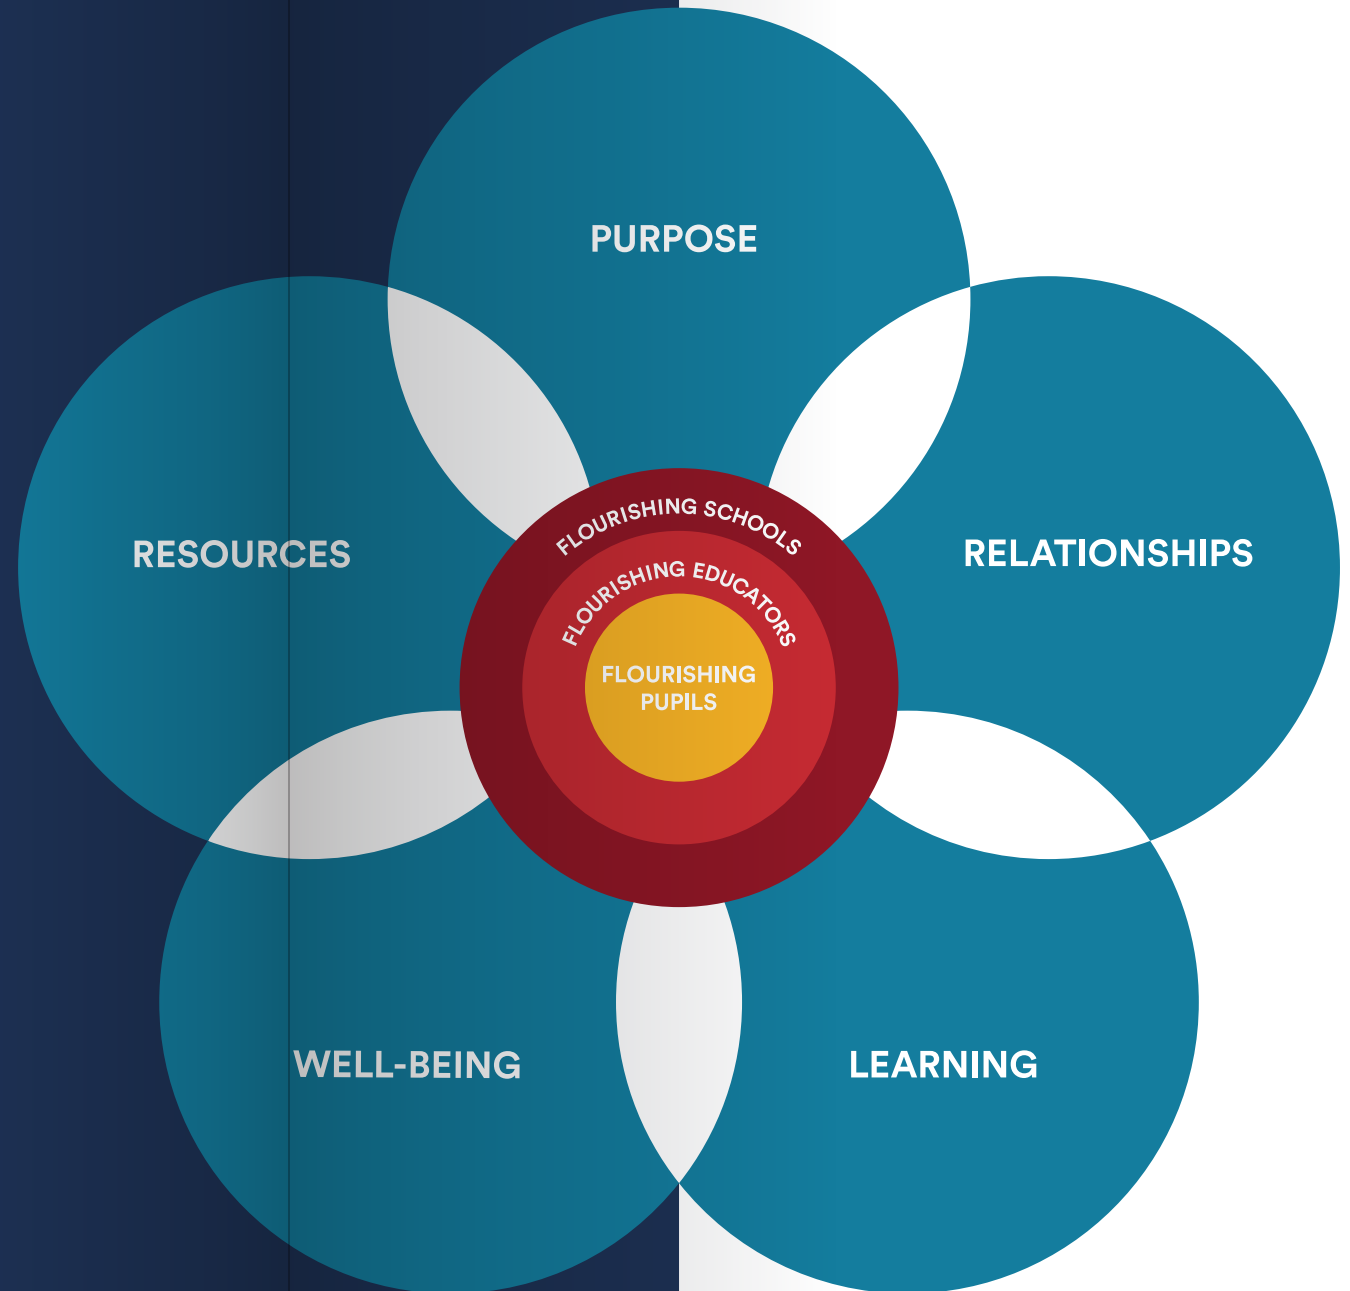 PURPOSE
RESOURCES
RELATIONSHIPS
FLOURISHING SCHOOLS
FLOURISHING EDUCATORS
FLOURISHING
PUPILS
WELL-BEING
LEARNING